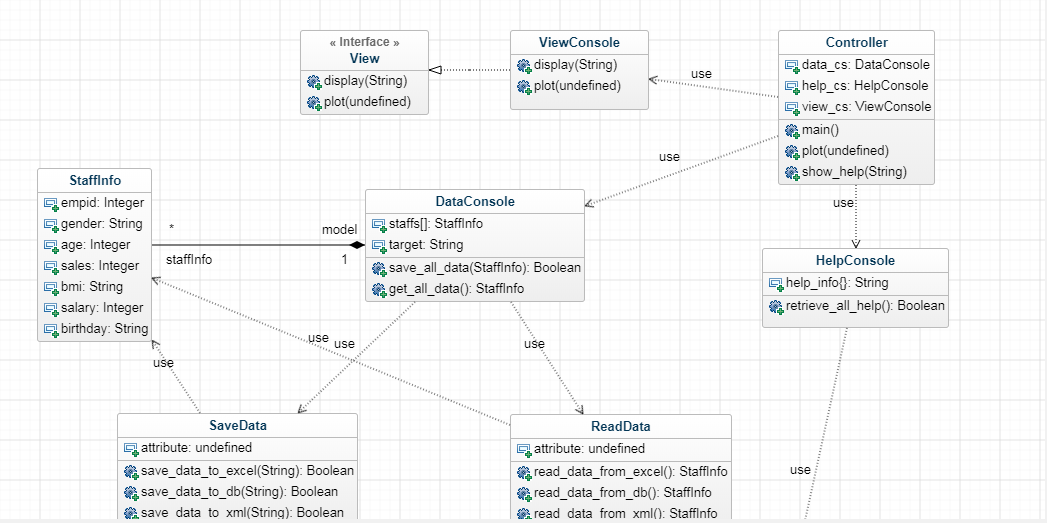 « Interface »
View
display(String)
plot(undefined)
ViewConsole
display(String)
plot(undefined)
use
Controller
data_cs: DataConsole
help_cs: HelpConsole
view_cs: ViewConsole
main()
plot(undefined)
show_help(String)
use
use
StaffInfo
empid: Integer
gender: String
age: Integer
sales: Integer
bmi: String
salary: Integer
birthday: String
*
staffInfo
model
1
DataConsole
staffs[]: StaffInfo
target: String
save_all_data(StaffInfo): Boolean
get_all_data(): StaffInfo
HelpConsole
help_info{}: String
retrieve_all_help(): Boolean
use
use
use
use
SaveData
attribute: undefined
save_data_to_excel(String): Boolean
save_data_to_db(String): Boolean
save_data_to_xml(String): Boolean
ReadData
attribute: undefined
read_data_from_excel(): StaffInfo
read_data_from_db(): StaffInfo
read_data_from_xml(): StaffInfo
use